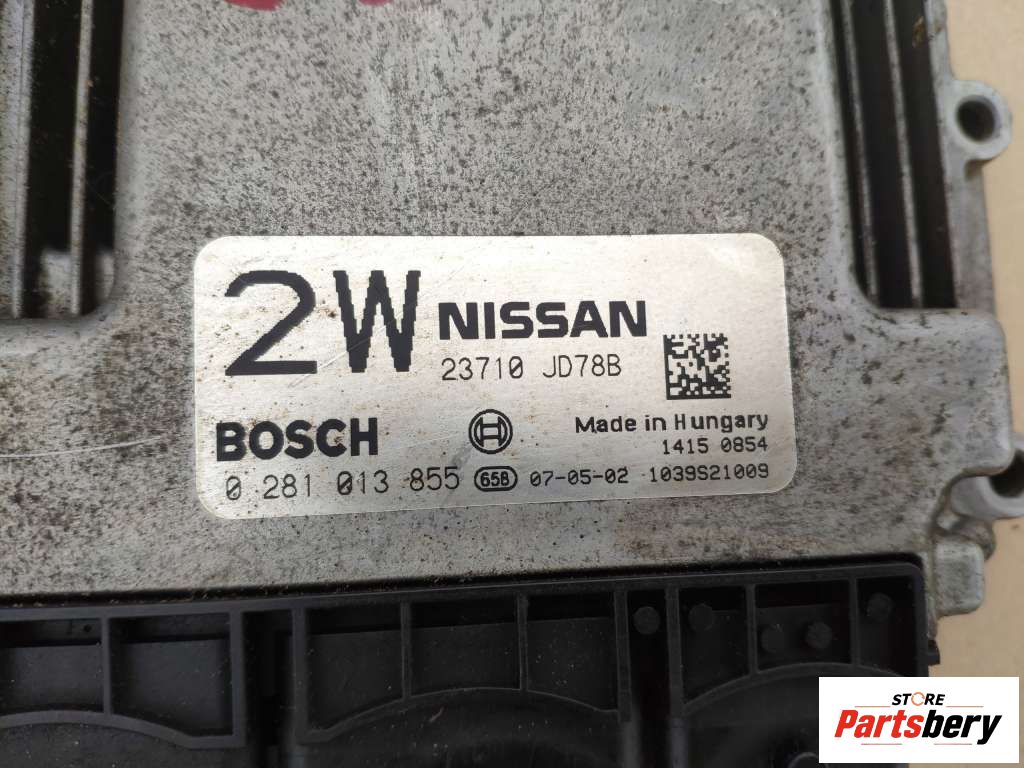 2W NISSAN
23710 JD78B
BOSCH
Made in Hungary
1415 0854
0 281 013 855 65B 07-05-02 1039S21009
STORE
Partsbery